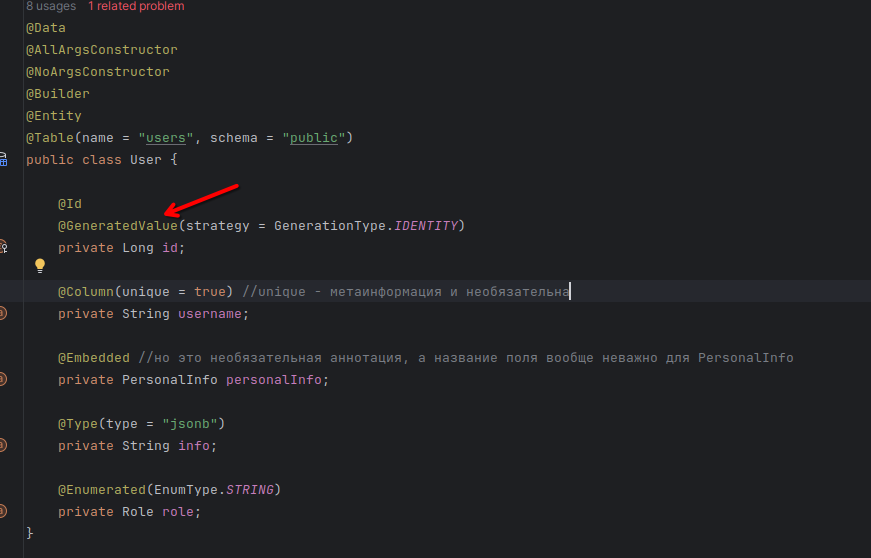 8 usages 1 related problem
@Data
@AllArgsConstructor
@NoArgsConstructor
@Builder
@Entity
@Table(name = "users", schema = "public")
public class User {
@Id
@GeneratedValue(strategy = GenerationType.IDENTITY)
private Long id;
@Column(unique = true) //unique - метаинформация и необязательна
private String username;
@Embedded //но это необязательная аннотация, а название поля вообще неважно для PersonalInfo
private PersonalInfo personalInfo;
@Type(type = "jsonb")
private String info;
@Enumerated(EnumType.STRING)
private Role role;
}